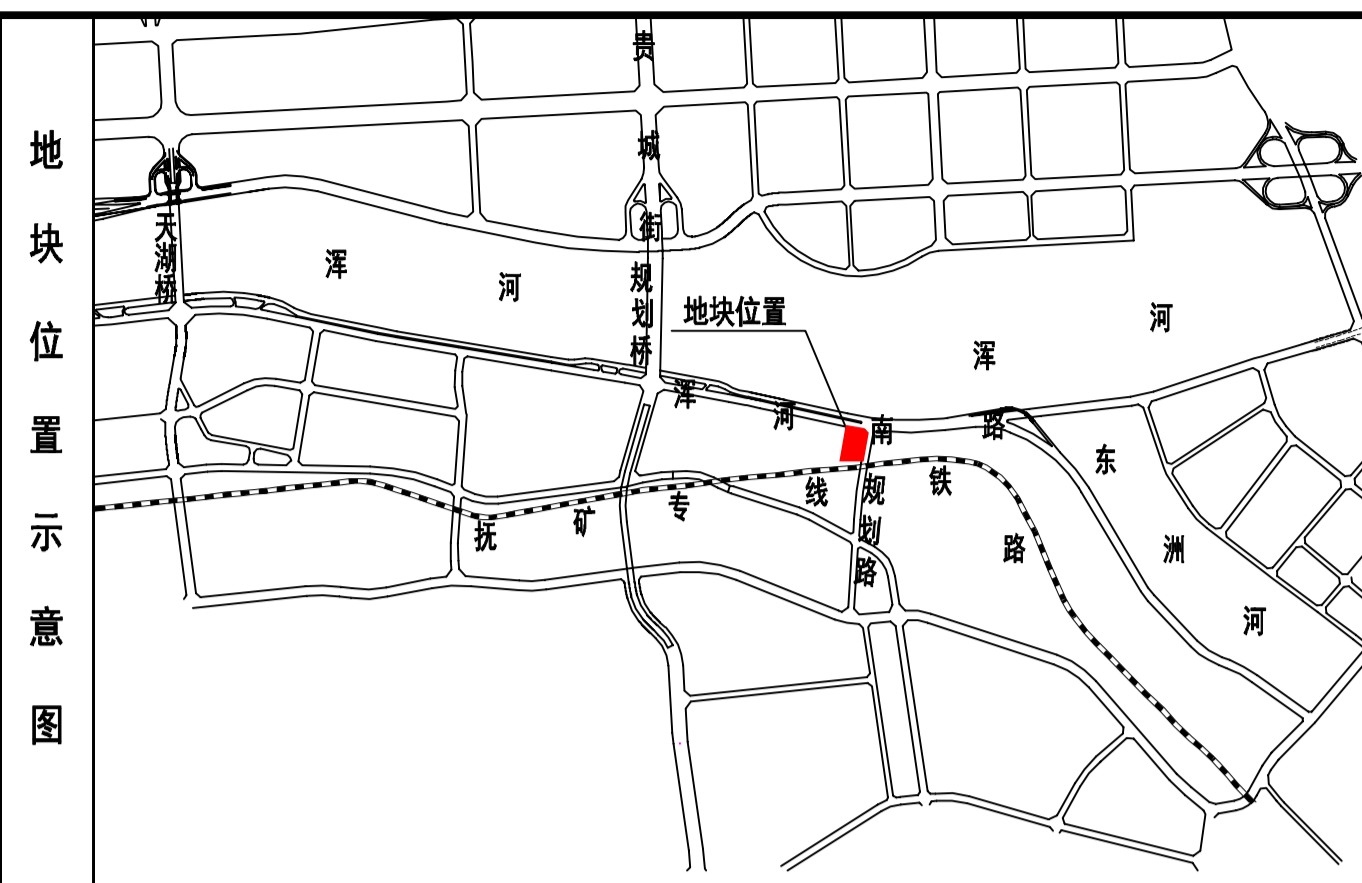 地块位置示意图
贵城街
天湖桥
浑河
规划桥
地块位置
浑河
浑河南路
东洲河
抚矿专线铁路
规划路